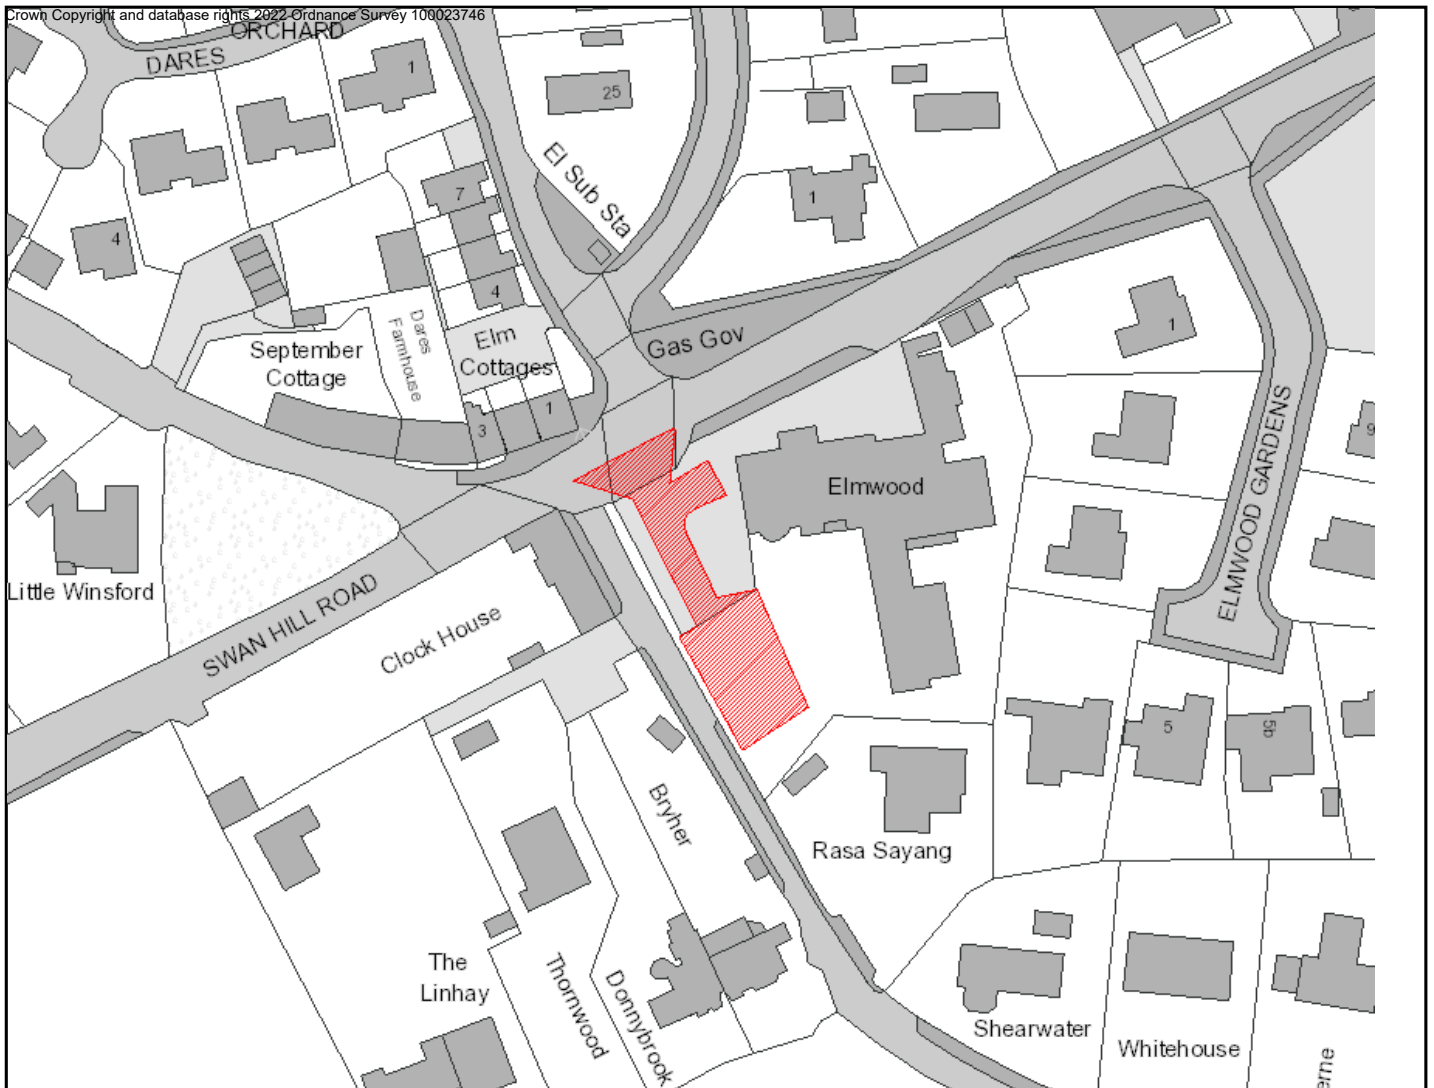 Crown Copyright and database rights 2022 Ordnance Survey 100023746
ORCHARD
DARES
1
25
El Sub Sta
7
1
4
4
Dares
Farmhouse
Elm
Cottages
Gas Gov
September
Cottage
1
1
3
9
Elmwood
ELMWOOD GARDENS
Little Winsford
SWAN HILL ROAD
Clock House
5
5b
Bryher
Rasa Sayang
The
Linhay
Thornwood
Donnybrook
Shearwater
Whitehouse
erne